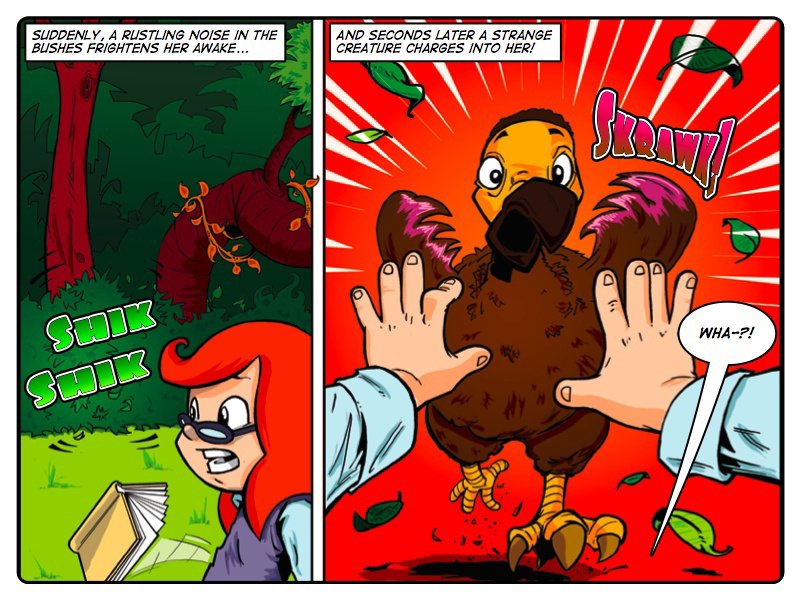 SUDDENLY, A RUSTLING NOISE IN THE
BUSHES FRIGHTENS HER AWAKE...
SHIK
SHIK
AND SECONDS LATER A STRANGE
CREATURE CHARGES INTO HER!
SKRAWK!
WHA-?!